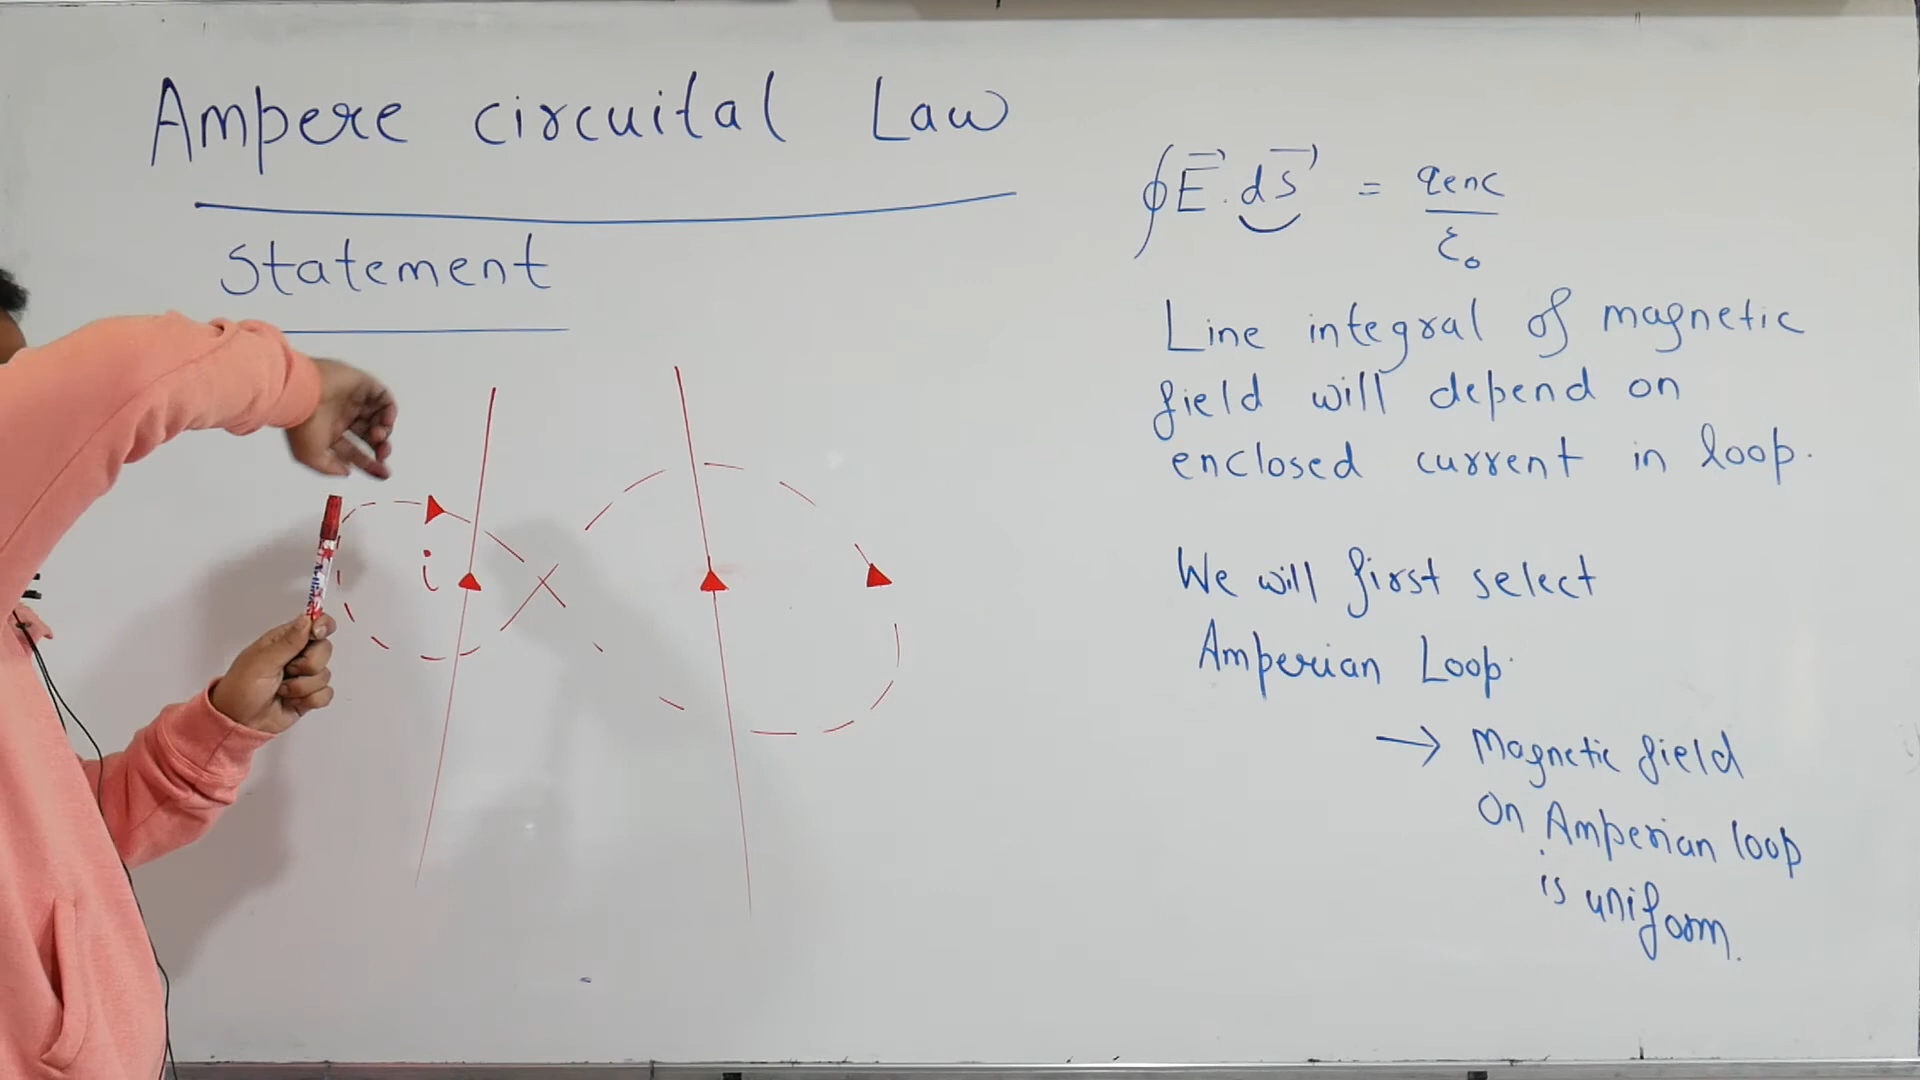 Ampere circuital Law
Statement
i
∮E⃗.dS⃗ = qenc/ε₀
Line integral of magnetic
field will depend on
enclosed current in loop.
We will first select
Amperian Loop.
→ Magnetic field
On Amperian loop
is uniform.